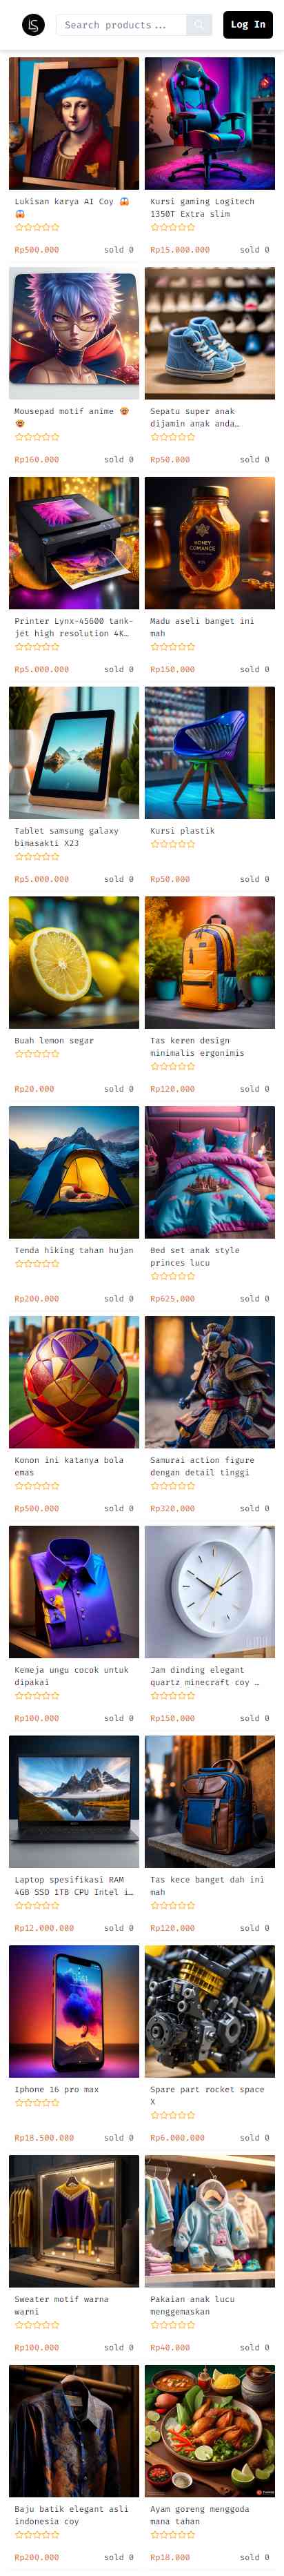 LS
Search products...
Log In
Lukisan karya AI Coy 😱
😱
Rp500.000 sold 0
Kursi gaming Logitech
1350T Extra slim
Rp15.000.000 sold 0
Mousepad motif anime
Rp160.000 sold 0
Sepatu super anak
dijamin anak anda…
Rp50.000 sold 0
Printer Lynx-45600 tank-
jet high resolution 4K…
Rp5.000.000 sold 0
HONEY
COMANCE
Madu aseli banget ini
mah
Rp150.000 sold 0
Tablet samsung galaxy
bimasakti X23
Rp5.000.000 sold 0
Kursi plastik
Rp50.000 sold 0
Buah lemon segar
Rp20.000 sold 0
Tas keren design
minimalis ergonimis
Rp120.000 sold 0
Tenda hiking tahan hujan
Rp200.000 sold 0
Bed set anak style
princes lucu
Rp625.000 sold 0
Konon ini katanya bola
emas
Rp500.000 sold 0
Samurai action figure
dengan detail tinggi
Rp320.000 sold 0
Kemeja ungu cocok untuk
dipakai
Rp100.000 sold 0
Jam dinding elegant
quartz minecraft coy …
Rp150.000 sold 0
Laptop spesifikasi RAM
4GB SSD 1TB CPU Intel i…
Rp12.000.000 sold 0
Tas kece banget dah ini
mah
Rp120.000 sold 0
Iphone 16 pro max
Rp18.500.000 sold 0
Spare part rocket space
X
Rp6.000.000 sold 0
Sweater motif warna
warni
Rp100.000 sold 0
Pakaian anak lucu
menggemaskan
Rp40.000 sold 0
Baju batik elegant asli
indonesia coy
Rp200.000 sold 0
Ayam goreng menggoda
mana tahan
Rp18.000 sold 0